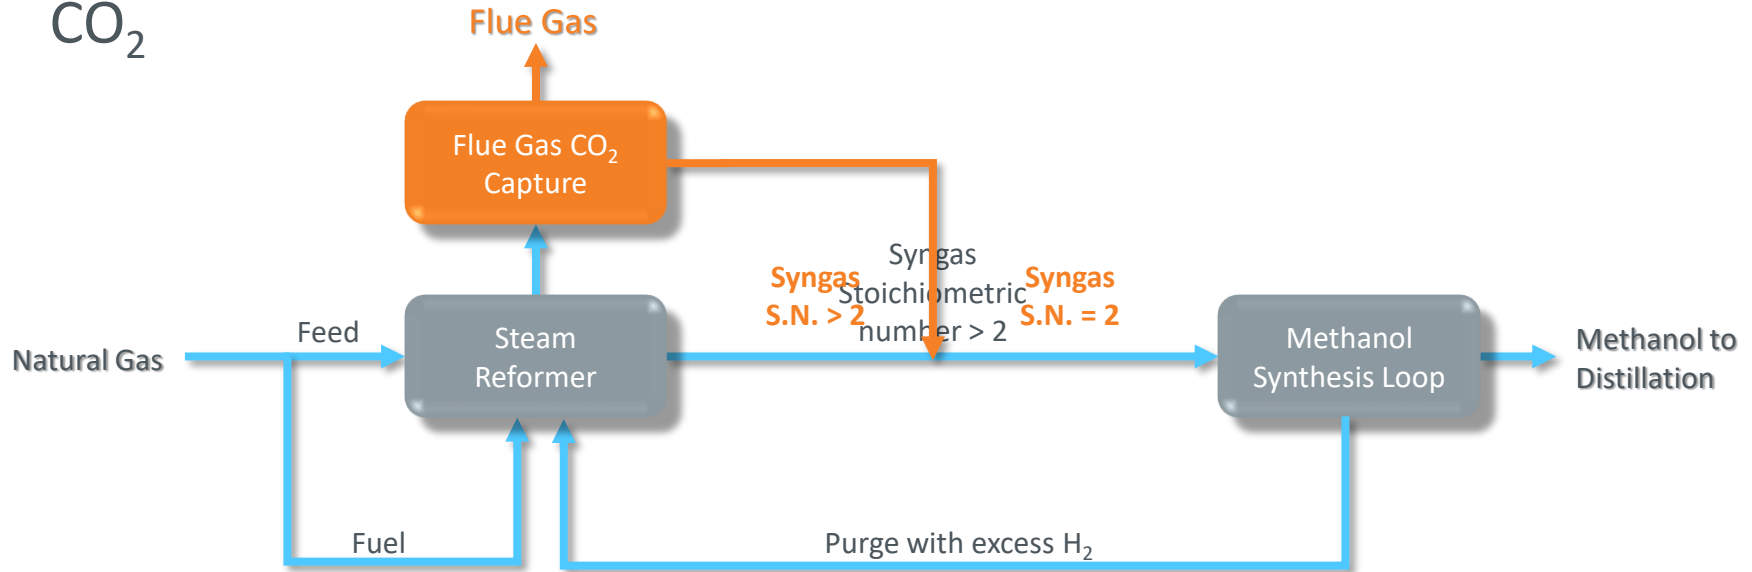 CO₂
Flue Gas
Flue Gas CO₂
Capture
Syngas
Stoichiometric
number > 2
Syngas
S.N. > 2
Syngas
S.N. = 2
Natural Gas
Feed
Steam
Reformer
Methanol
Synthesis Loop
Methanol to
Distillation
Fuel
Purge with excess H₂